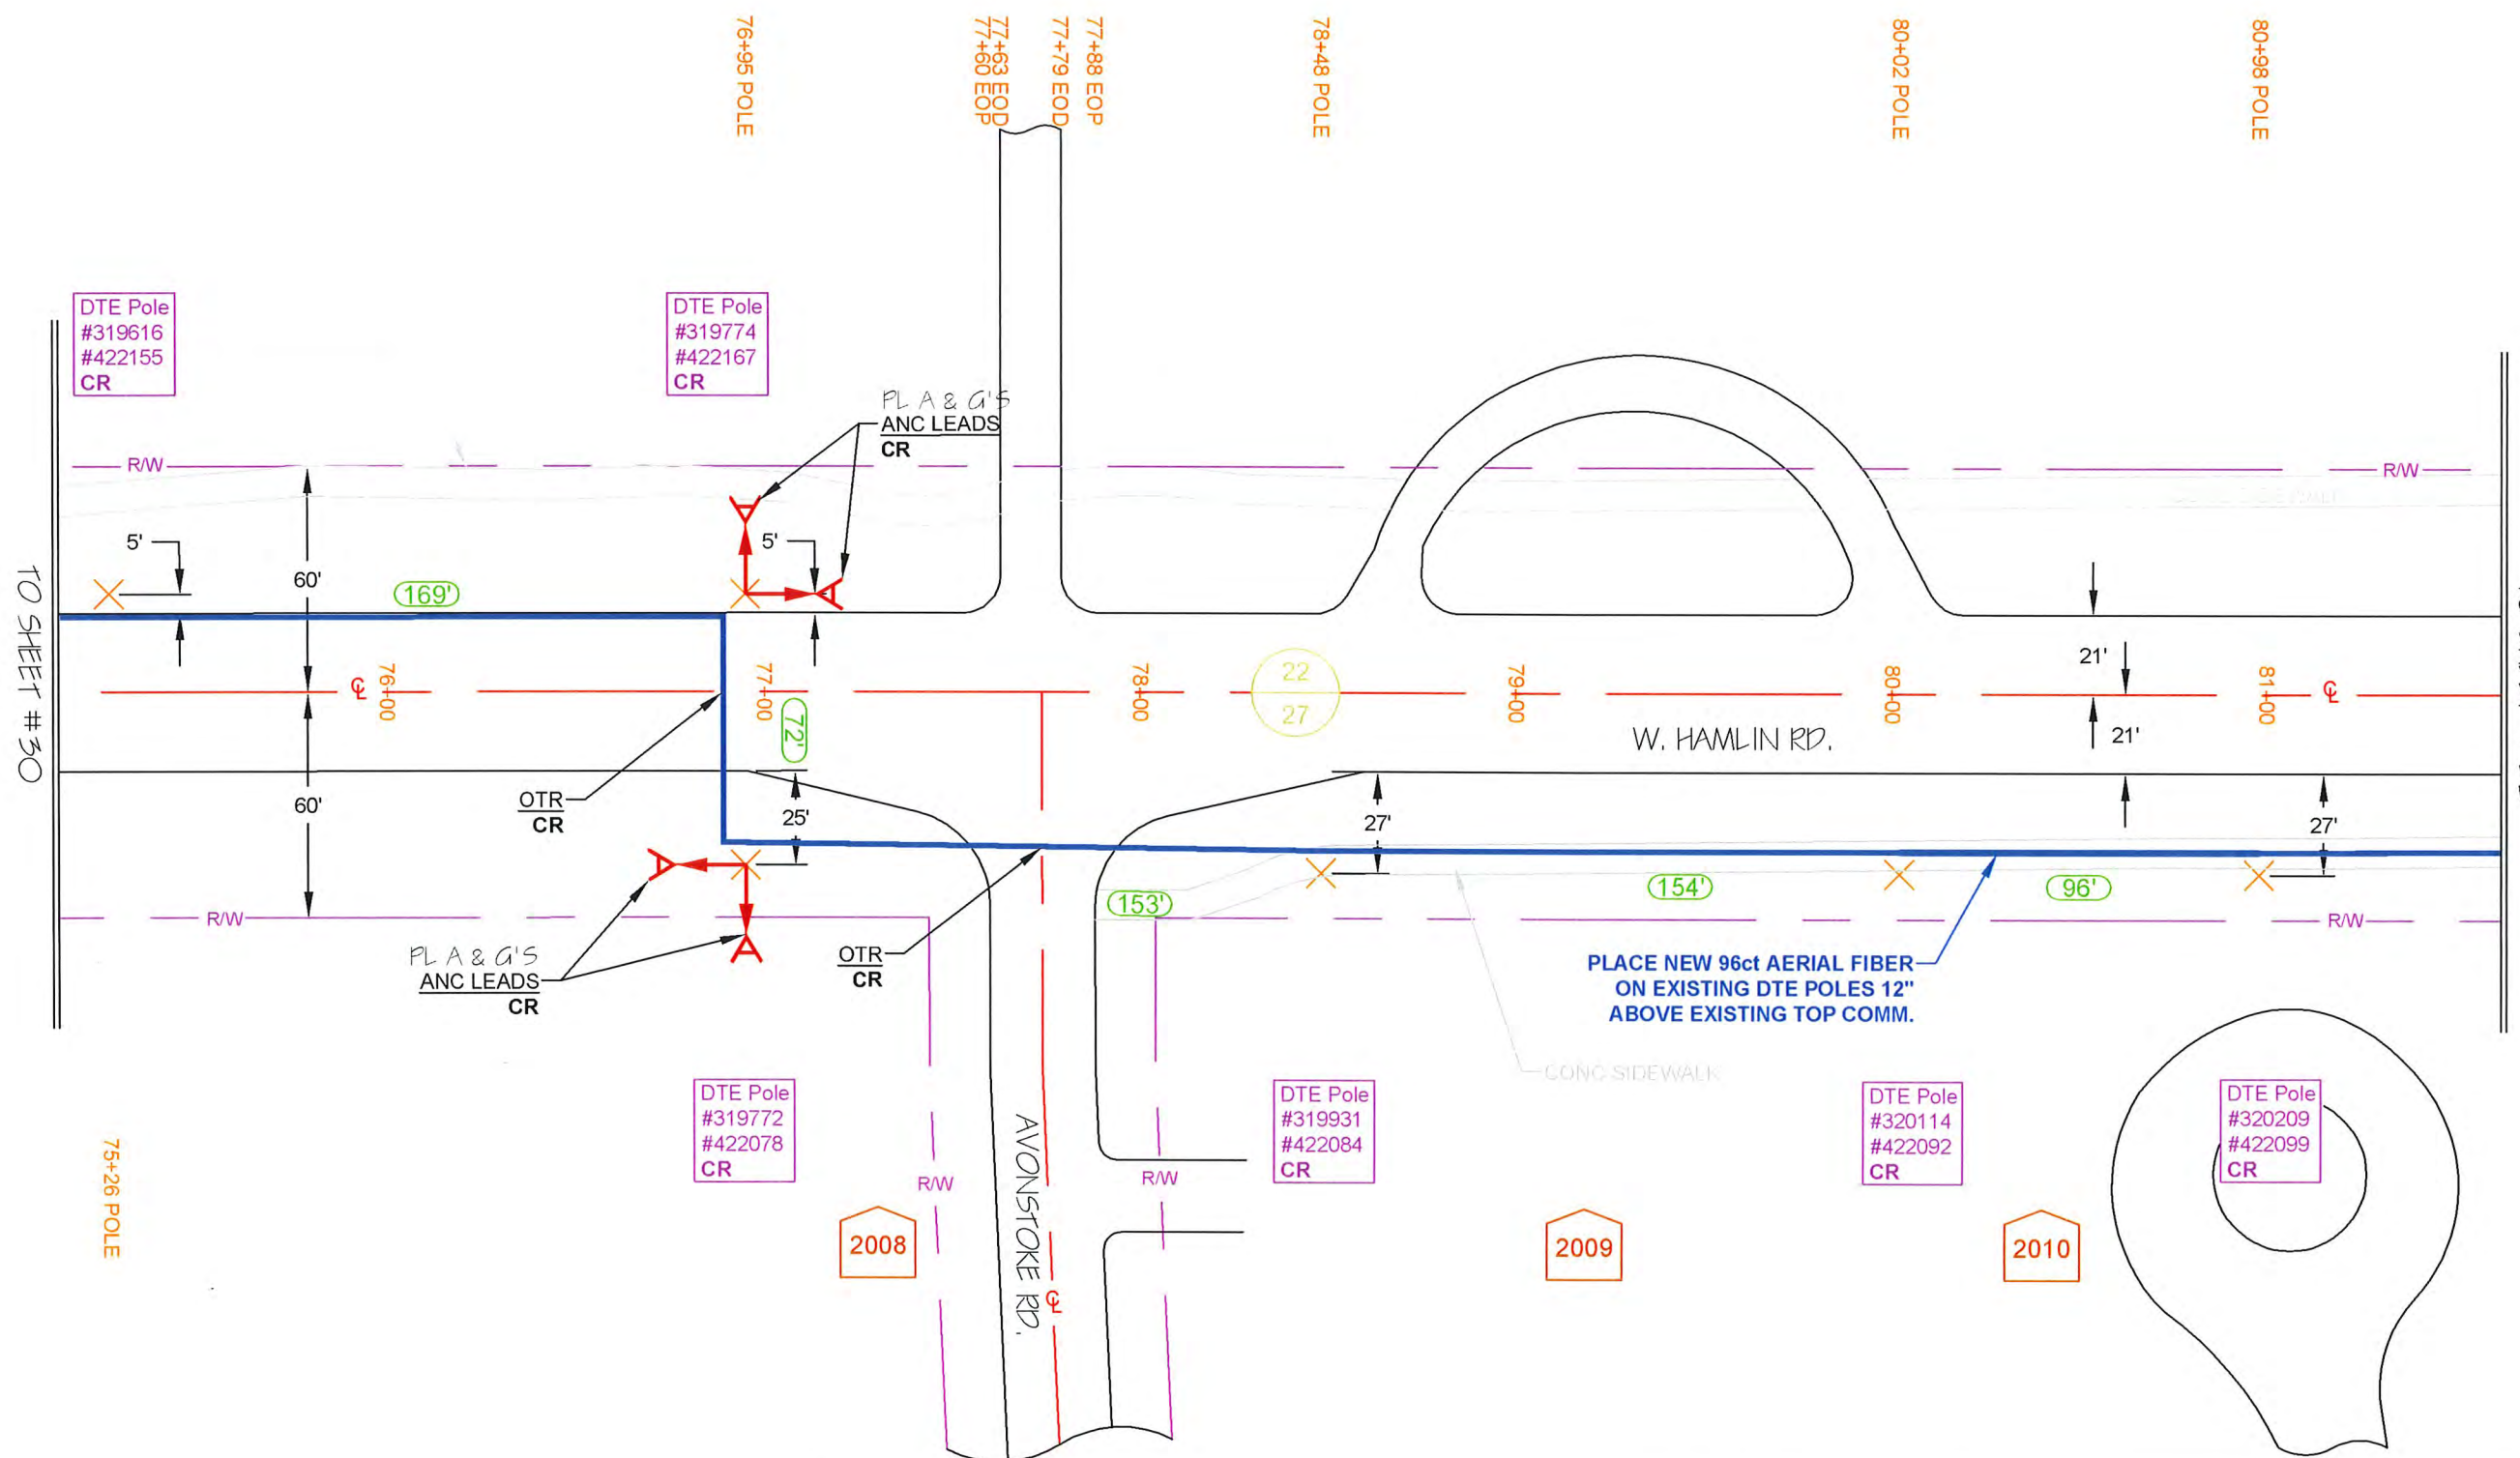 76+95 POLE
77+60 EOP
77+63 EOD
77+79 EOD
77+88 EOP
78+48 POLE
80+02 POLE
80+98 POLE
DTE Pole
#319616
#422155
CR
DTE Pole
#319774
#422167
CR
PL A & G'S
ANC LEADS
CR
R/W
R/W
5'
60'
169'
5'
TO SHEET #30
℄
76+00
77+00
72'
78+00
22
27
79+00
80+00
21'
81+00
℄
W. HAMLIN RD.
21'
60'
OTR
CR
25'
27'
27'
R/W
153'
154'
96'
R/W
PL A & G'S
ANC LEADS
CR
OTR
CR
PLACE NEW 96ct AERIAL FIBER
ON EXISTING DTE POLES 12"
ABOVE EXISTING TOP COMM.
CONC SIDEWALK
DTE Pole
#319772
#422078
CR
DTE Pole
#319931
#422084
CR
DTE Pole
#320114
#422092
CR
DTE Pole
#320209
#422099
CR
75+26 POLE
R/W
AVONSTOKE RD.
℄
R/W
2008
2009
2010